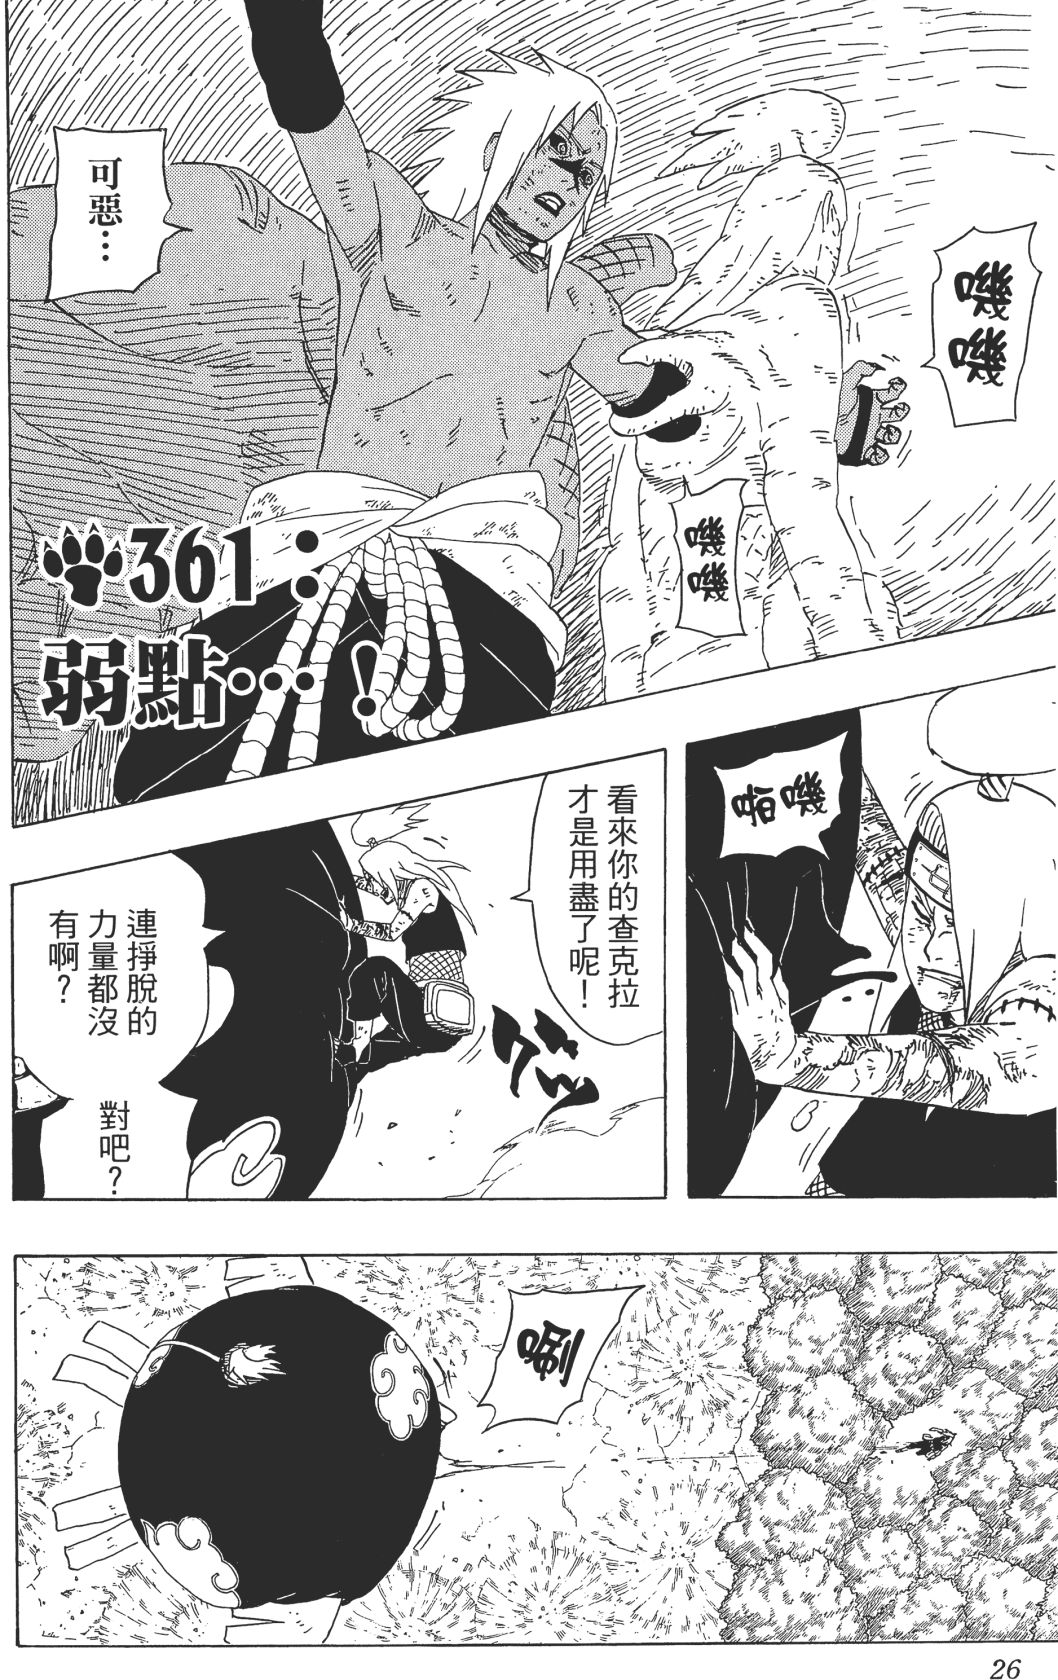 嘰嘰
嘰嘰
可惡⋯
361：
弱點⋯！
嘰
看來你的查克拉
才是用盡了呢！
連掙脫的
力量都沒
有啊？
對吧？
唰
26